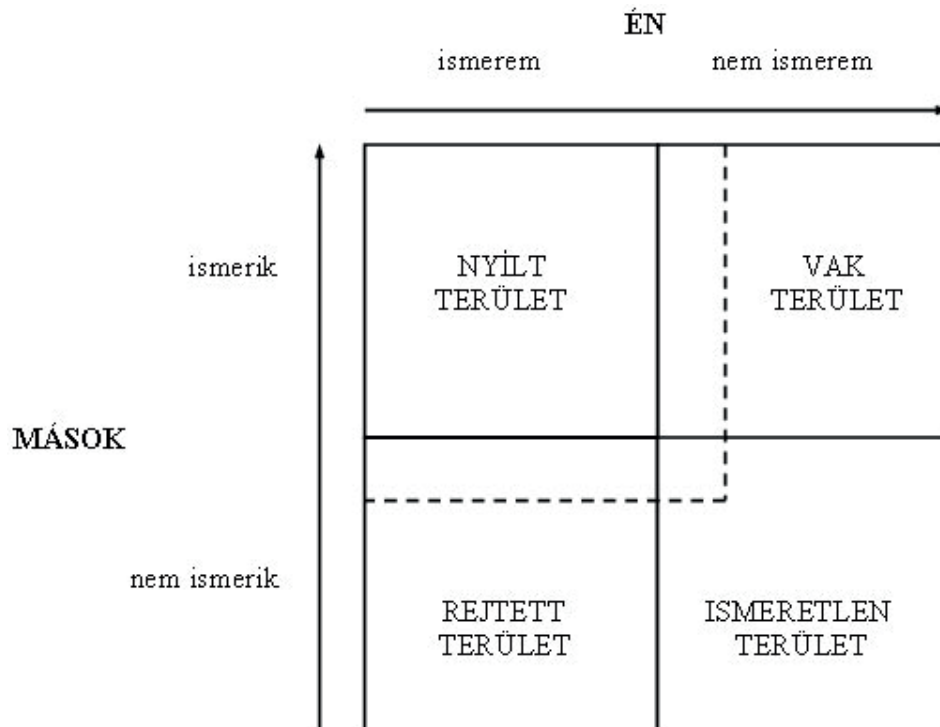 ÉN
ismerem nem ismerem
ismerik
NYÍLT
TERÜLET
VAK
TERÜLET
MÁSOK
nem ismerik
REJTETT
TERÜLET
ISMERETLEN
TERÜLET